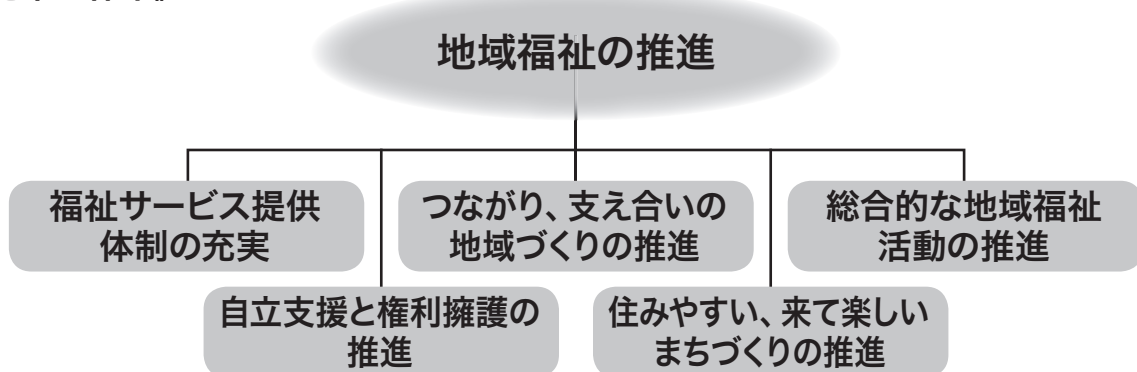 地域福祉の推進
福祉サービス提供
体制の充実
つながり、支え合いの
地域づくりの推進
総合的な地域福祉
活動の推進
自立支援と権利擁護の
推進
住みやすい、来て楽しい
まちづくりの推進